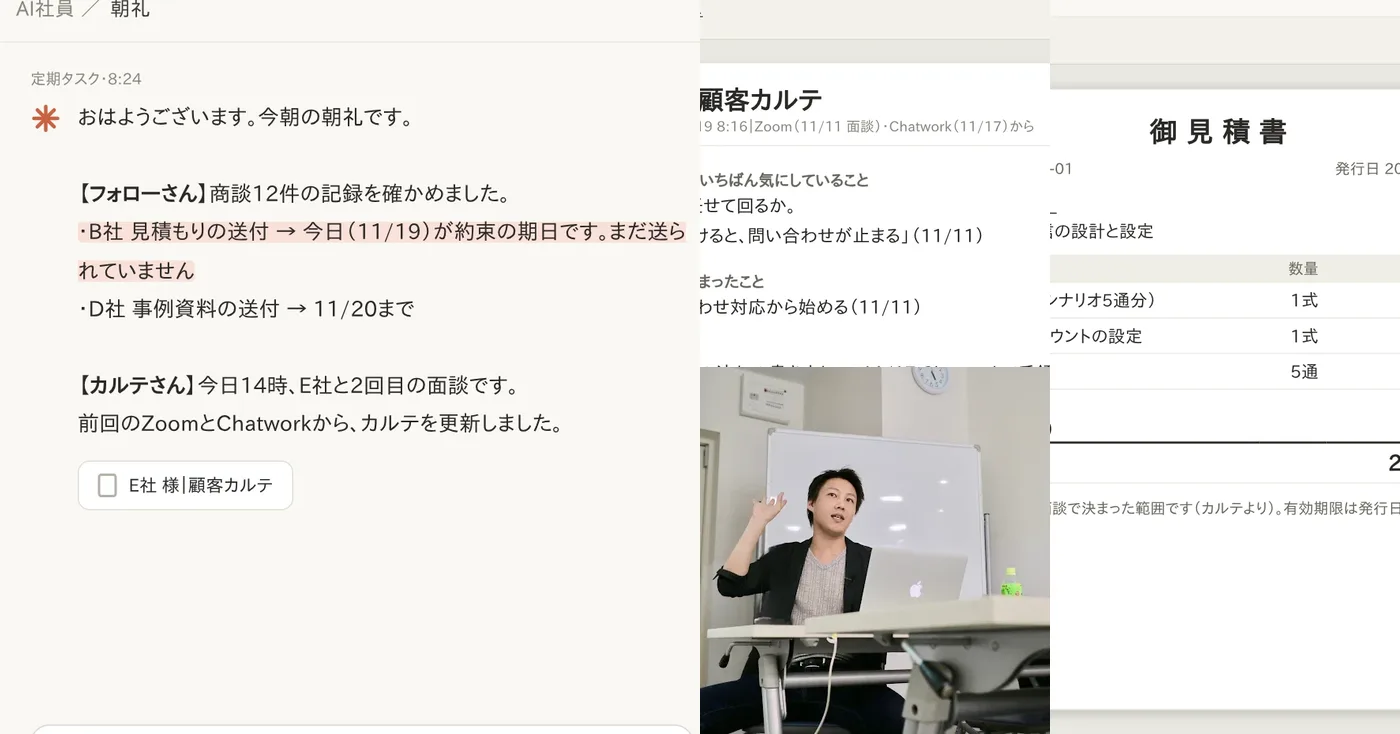 AI社員 ／ 朝礼
定期タスク·8:24
おはようございます。今朝の朝礼です。
【フォローさん】商談12件の記録を確かめました。
·B社 見積もりの送付 → 今日(11/19)が約束の期日です。まだ送ら
れていません
·D社 事例資料の送付 → 11/20まで
【カルテさん】今日14時、E社と2回目の面談です。
前回のZoomとChatworkから、カルテを更新しました。
E社 様|顧客カルテ
顧客カルテ
19 8:16|Zoom(11/11 面談)·Chatwork(11/17)から
いちばん気にしていること
せて回るか。
けると、問い合わせが止まる」(11/11)
まったこと
わせ対応から始める(11/11)
御見積書
-01
発行日 20
の設計と設定
数量
ンナリオ5通分)
1式
ウントの設定
1式
5通
2
談で決まった範囲です(カルテより)。有効期限は発行日